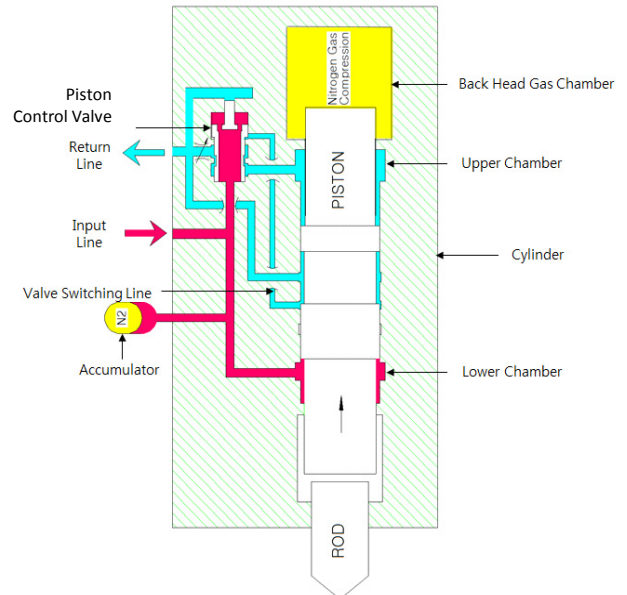 Nitrogen Gas
Compression
Back Head Gas Chamber
Piston
Control Valve
Return
Line
Upper Chamber
PISTON
Input
Line
Cylinder
Valve Switching Line
N2
Accumulator
Lower Chamber
ROD